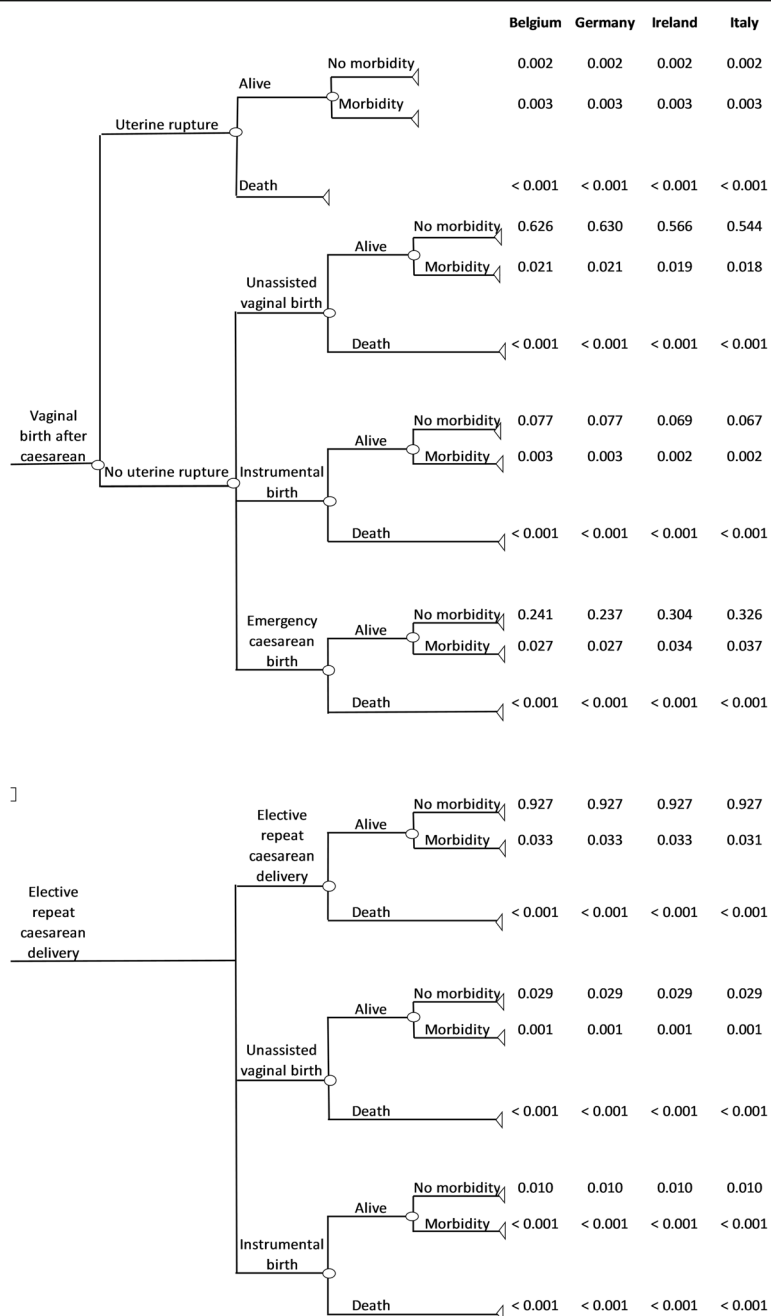 Belgium Germany Ireland Italy
No morbidity 0.002 0.002 0.002 0.002
Alive
Morbidity 0.003 0.003 0.003 0.003
Uterine rupture
Death < 0.001 < 0.001 < 0.001 < 0.001
No morbidity 0.626 0.630 0.566 0.544
Alive
Morbidity 0.021 0.021 0.019 0.018
Unassisted
vaginal birth
Death < 0.001 < 0.001 < 0.001 < 0.001
Vaginal
birth after
caesarean
No morbidity 0.077 0.077 0.069 0.067
Alive
Morbidity 0.003 0.003 0.002 0.002
No uterine rupture
Instrumental
birth
Death < 0.001 < 0.001 < 0.001 < 0.001
No morbidity 0.241 0.237 0.304 0.326
Emergency
caesarean
birth
Alive
Morbidity 0.027 0.027 0.034 0.037
Death < 0.001 < 0.001 < 0.001 < 0.001
]
No morbidity 0.927 0.927 0.927 0.927
Elective
repeat
caesarean
delivery
Alive
Morbidity 0.033 0.033 0.033 0.031
Elective
repeat
caesarean
delivery
Death < 0.001 < 0.001 < 0.001 < 0.001
No morbidity 0.029 0.029 0.029 0.029
Alive
Morbidity 0.001 0.001 0.001 0.001
Unassisted
vaginal birth
Death < 0.001 < 0.001 < 0.001 < 0.001
No morbidity 0.010 0.010 0.010 0.010
Alive
Morbidity < 0.001 < 0.001 < 0.001 < 0.001
Instrumental
birth
Death < 0.001 < 0.001 < 0.001 < 0.001